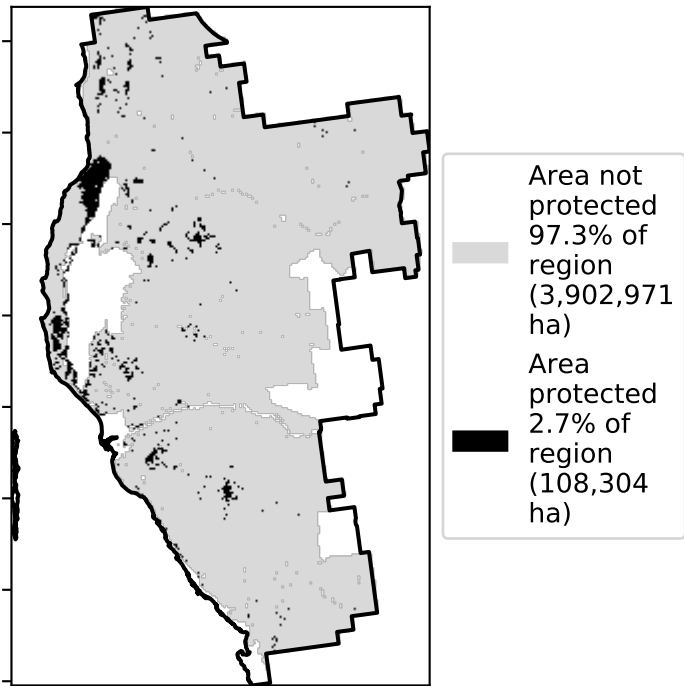 Area not
protected
97.3% of
region
(3,902,971
ha)
Area
protected
2.7% of
region
(108,304
ha)